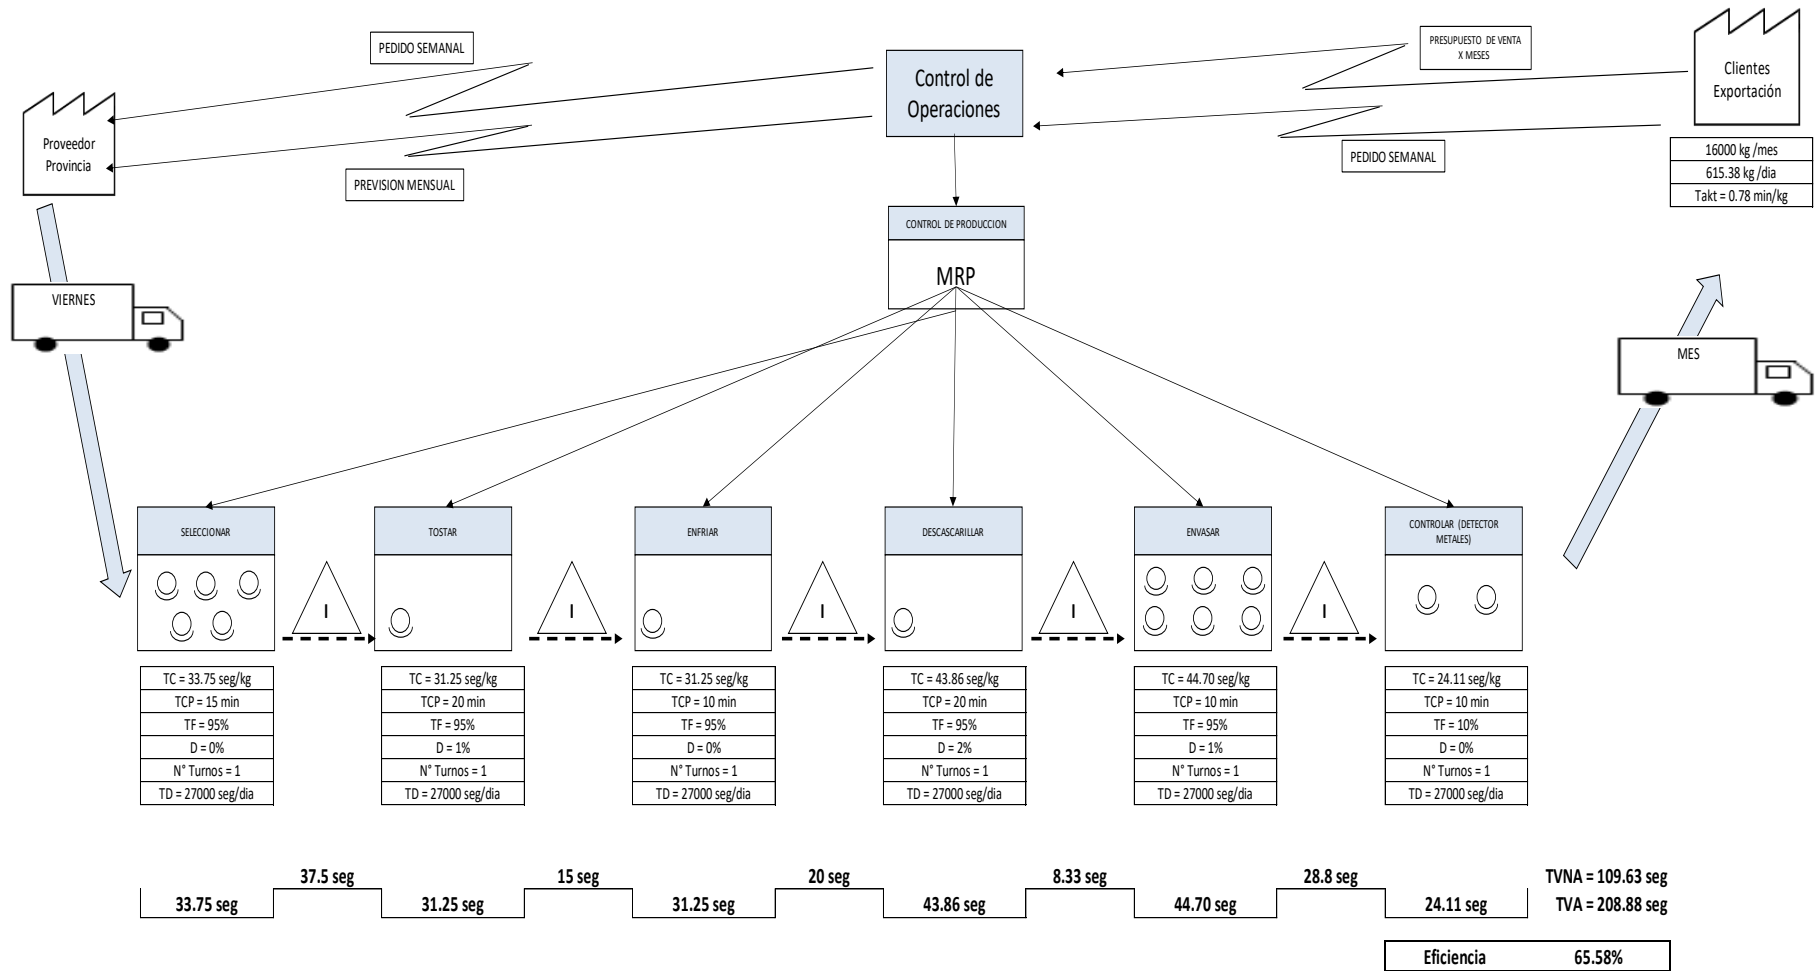 PEDIDO SEMANAL
PRESUPUESTO DE VENTA
X MESES
Control de
Operaciones
Clientes
Exportación
Proveedor
Provincia
PREVISION MENSUAL
PEDIDO SEMANAL
16000 kg /mes
615.38 kg /dia
Takt = 0.78 min/kg
CONTROL DE PRODUCCION
MRP
VIERNES
MES
SELECCIONAR
TOSTAR
ENFRIAR
DESCASCARILLAR
ENVASAR
CONTROLAR (DETECTOR
METALES)
I
I
I
I
I
TC = 33.75 seg/kg
TCP = 15 min
TF = 95%
D = 0%
N° Turnos = 1
TD = 27000 seg/dia
TC = 31.25 seg/kg
TCP = 20 min
TF = 95%
D = 1%
N° Turnos = 1
TD = 27000 seg/dia
TC = 31.25 seg/kg
TCP = 10 min
TF = 95%
D = 0%
N° Turnos = 1
TD = 27000 seg/dia
TC = 43.86 seg/kg
TCP = 20 min
TF = 95%
D = 2%
N° Turnos = 1
TD = 27000 seg/dia
TC = 44.70 seg/kg
TCP = 10 min
TF = 95%
D = 1%
N° Turnos = 1
TD = 27000 seg/dia
TC = 24.11 seg/kg
TCP = 10 min
TF = 10%
D = 0%
N° Turnos = 1
TD = 27000 seg/dia
37.5 seg
15 seg
20 seg
8.33 seg
28.8 seg
TVNA = 109.63 seg
33.75 seg
31.25 seg
31.25 seg
43.86 seg
44.70 seg
24.11 seg
TVA = 208.88 seg
Eficiencia 65.58%